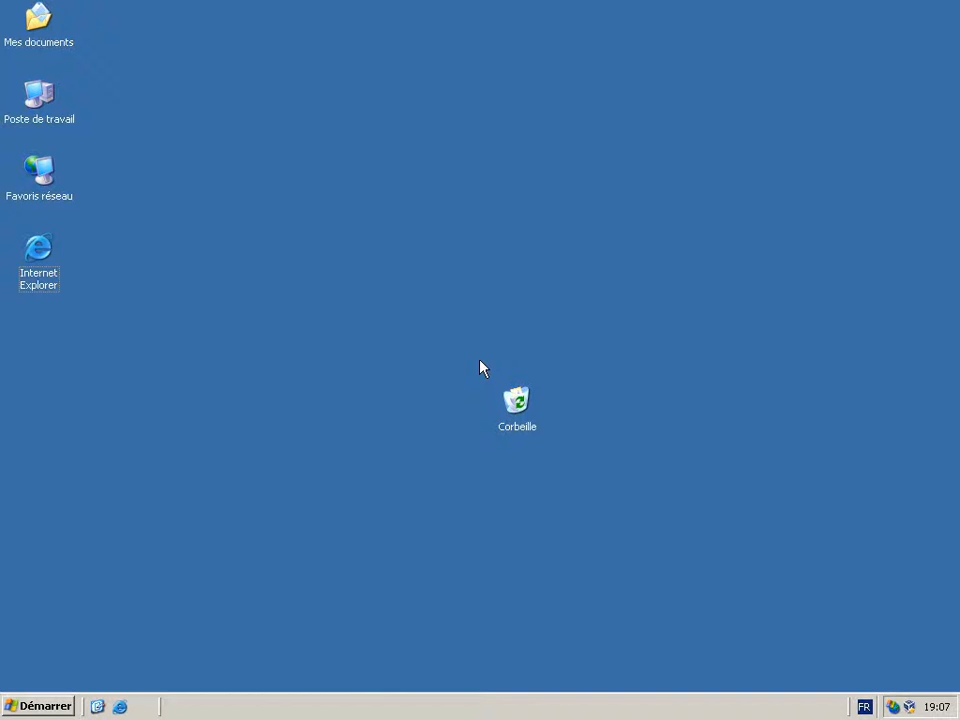 Mes documents
Poste de travail
Favoris réseau
Internet
Explorer
Corbeille
Démarrer
FR
19:07